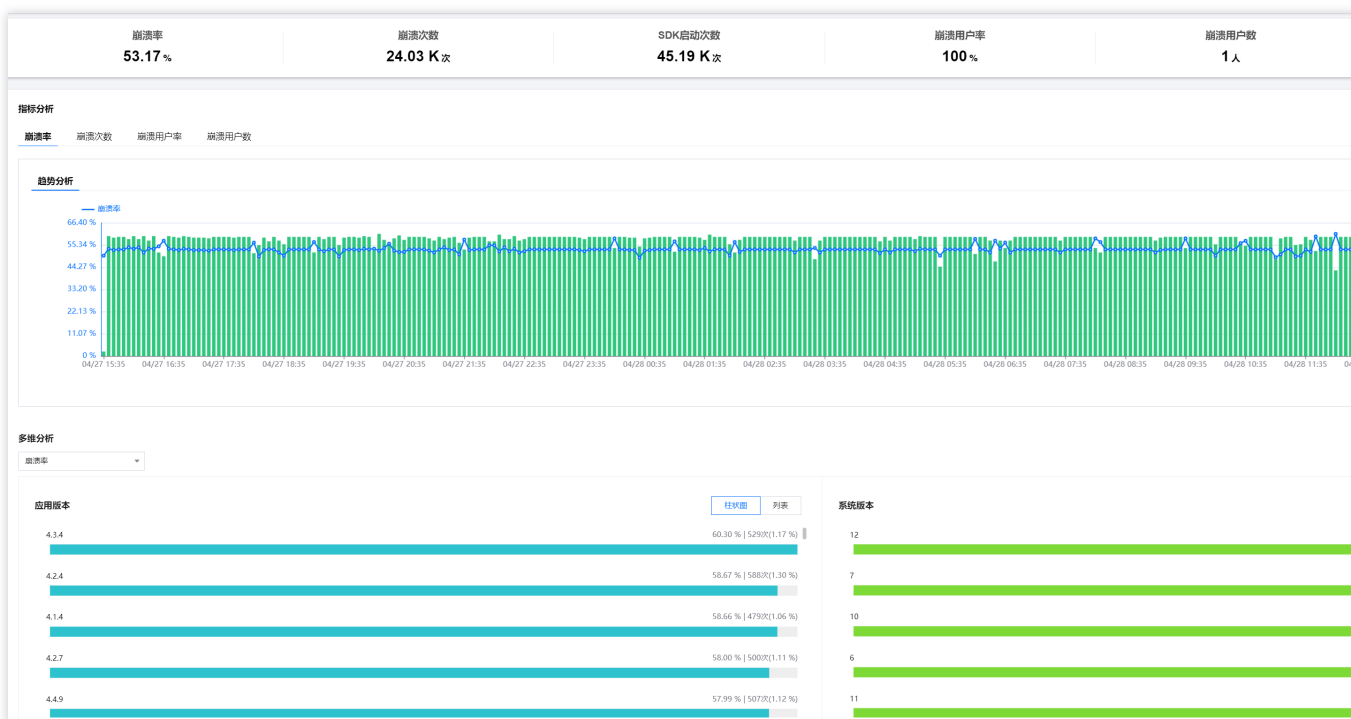 崩溃率 崩溃次数 SDK启动次数 崩溃用户率 崩溃用户数
53.17 % 24.03 K 次 45.19 K 次 100 % 1 人
指标分析
崩溃率 崩溃次数 崩溃用户率 崩溃用户数
趋势分析
崩溃率
66.40 %
55.34 %
44.27 %
33.20 %
22.13 %
11.07 %
0 %
04/27 15:35 04/27 16:35 04/27 17:35 04/27 18:35 04/27 19:35 04/27 20:35 04/27 21:35 04/27 22:35 04/27 23:35 04/28 00:35 04/28 01:35 04/28 02:35 04/28 03:35 04/28 04:35 04/28 05:35 04/28 06:35 04/28 07:35 04/28 08:35 04/28 09:35 04/28 10:35 04/28 11:35
多维分析
崩溃率
应用版本 柱状图 列表 系统版本
4.3.4 60.30 % | 529次(1.17 %) 12
4.2.4 58.67 % | 588次(1.30 %) 7
4.1.4 58.66 % | 479次(1.06 %) 10
4.2.7 58.00 % | 500次(1.11 %) 6
4.4.9 57.99 % | 507次(1.12 %) 11